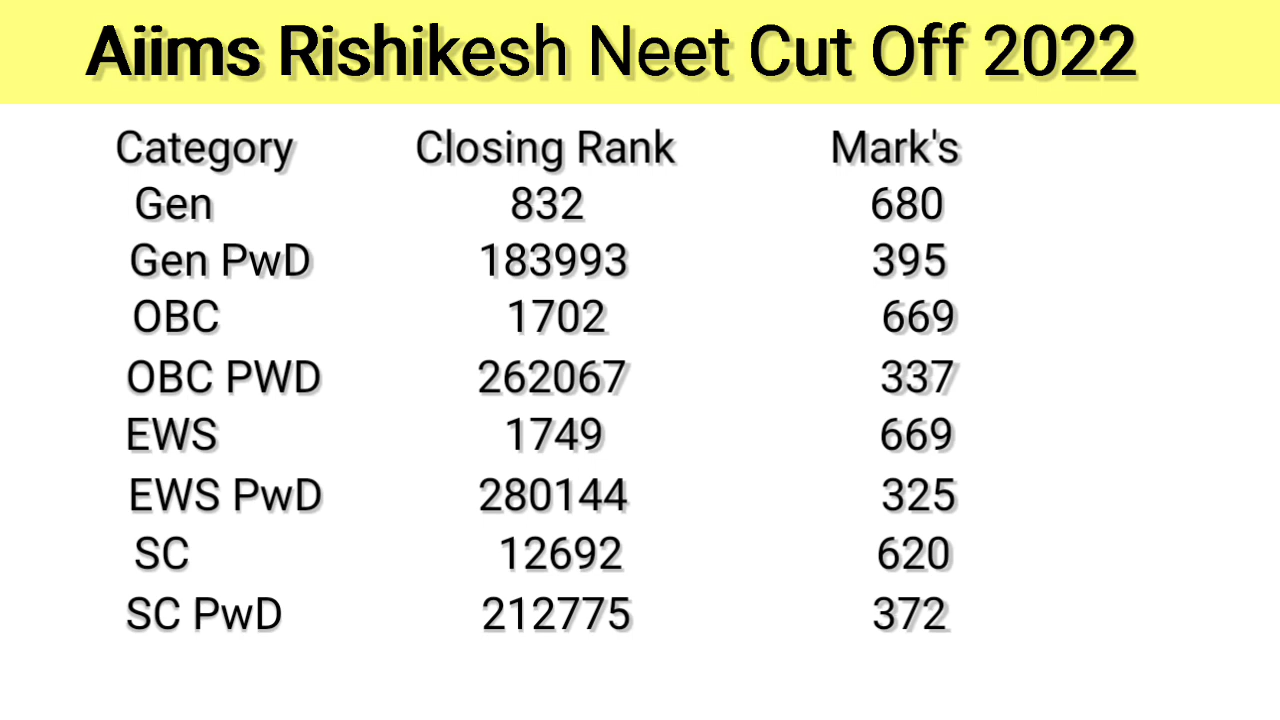 Aiims Rishikesh Neet Cut Off 2022
Category Closing Rank Mark's
Gen 832 680
Gen PwD 183993 395
OBC 1702 669
OBC PWD 262067 337
EWS 1749 669
EWS PwD 280144 325
SC 12692 620
SC PwD 212775 372